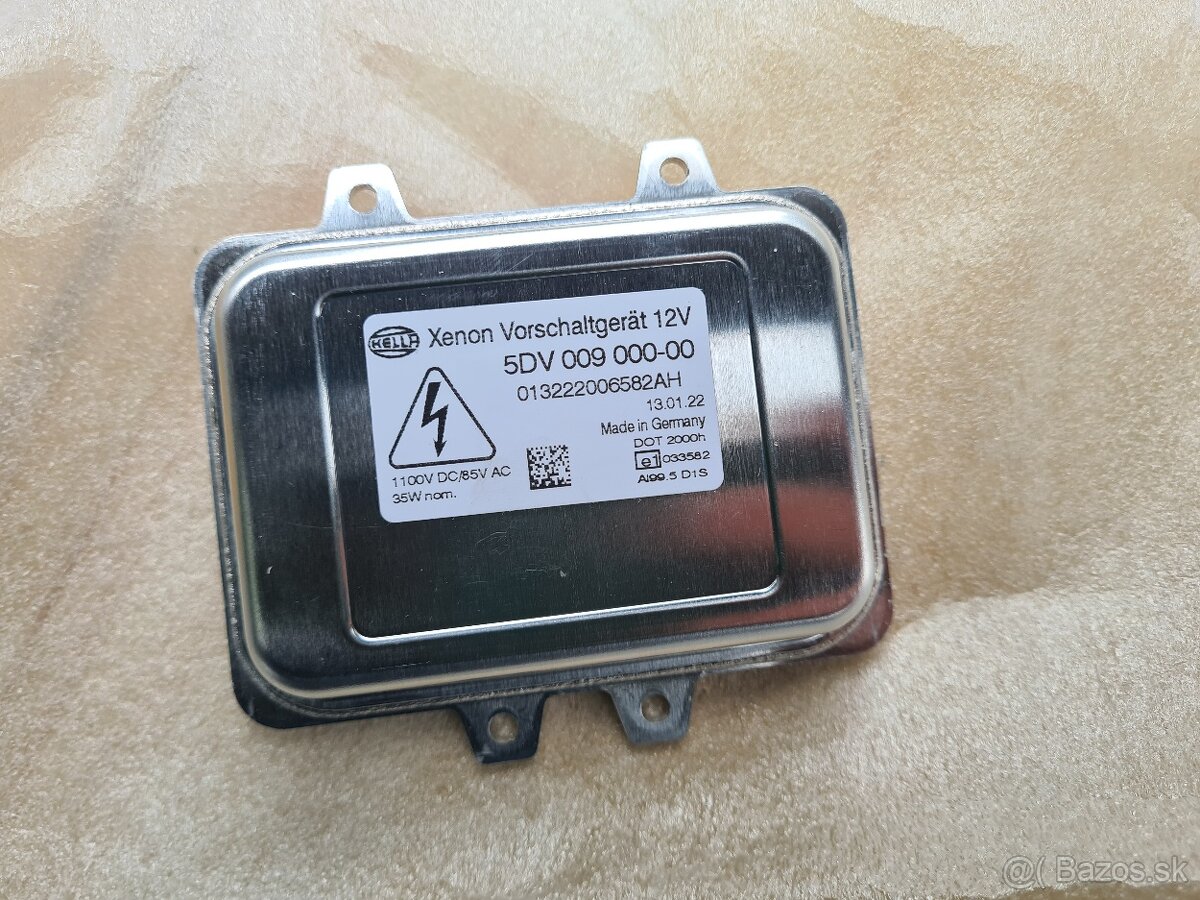 HELLA Xenon Vorschaltgerät 12V
5DV 009 000-00
013222006582AH
13.01.22
Made in Germany
DOT 2000h
e1 033582
AI99.5 D1S
1100V DC/85V AC
35W nom.
@( Bazos.sk